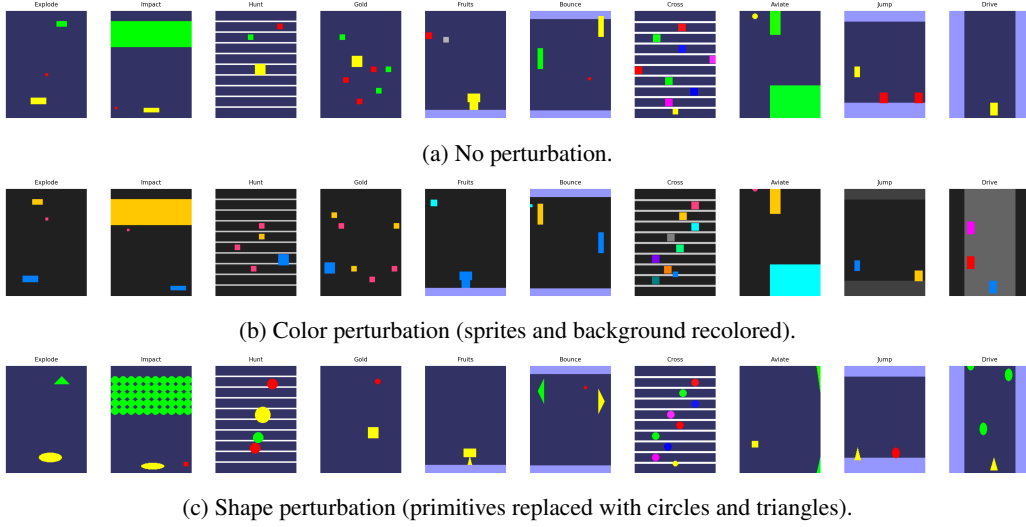 Explode Impact Hunt Gold Fruits Bounce Cross Aviate Jump Drive
(a) No perturbation.
Explode Impact Hunt Gold Fruits Bounce Cross Aviate Jump Drive
(b) Color perturbation (sprites and background recolored).
Explode Impact Hunt Gold Fruits Bounce Cross Aviate Jump Drive
(c) Shape perturbation (primitives replaced with circles and triangles).